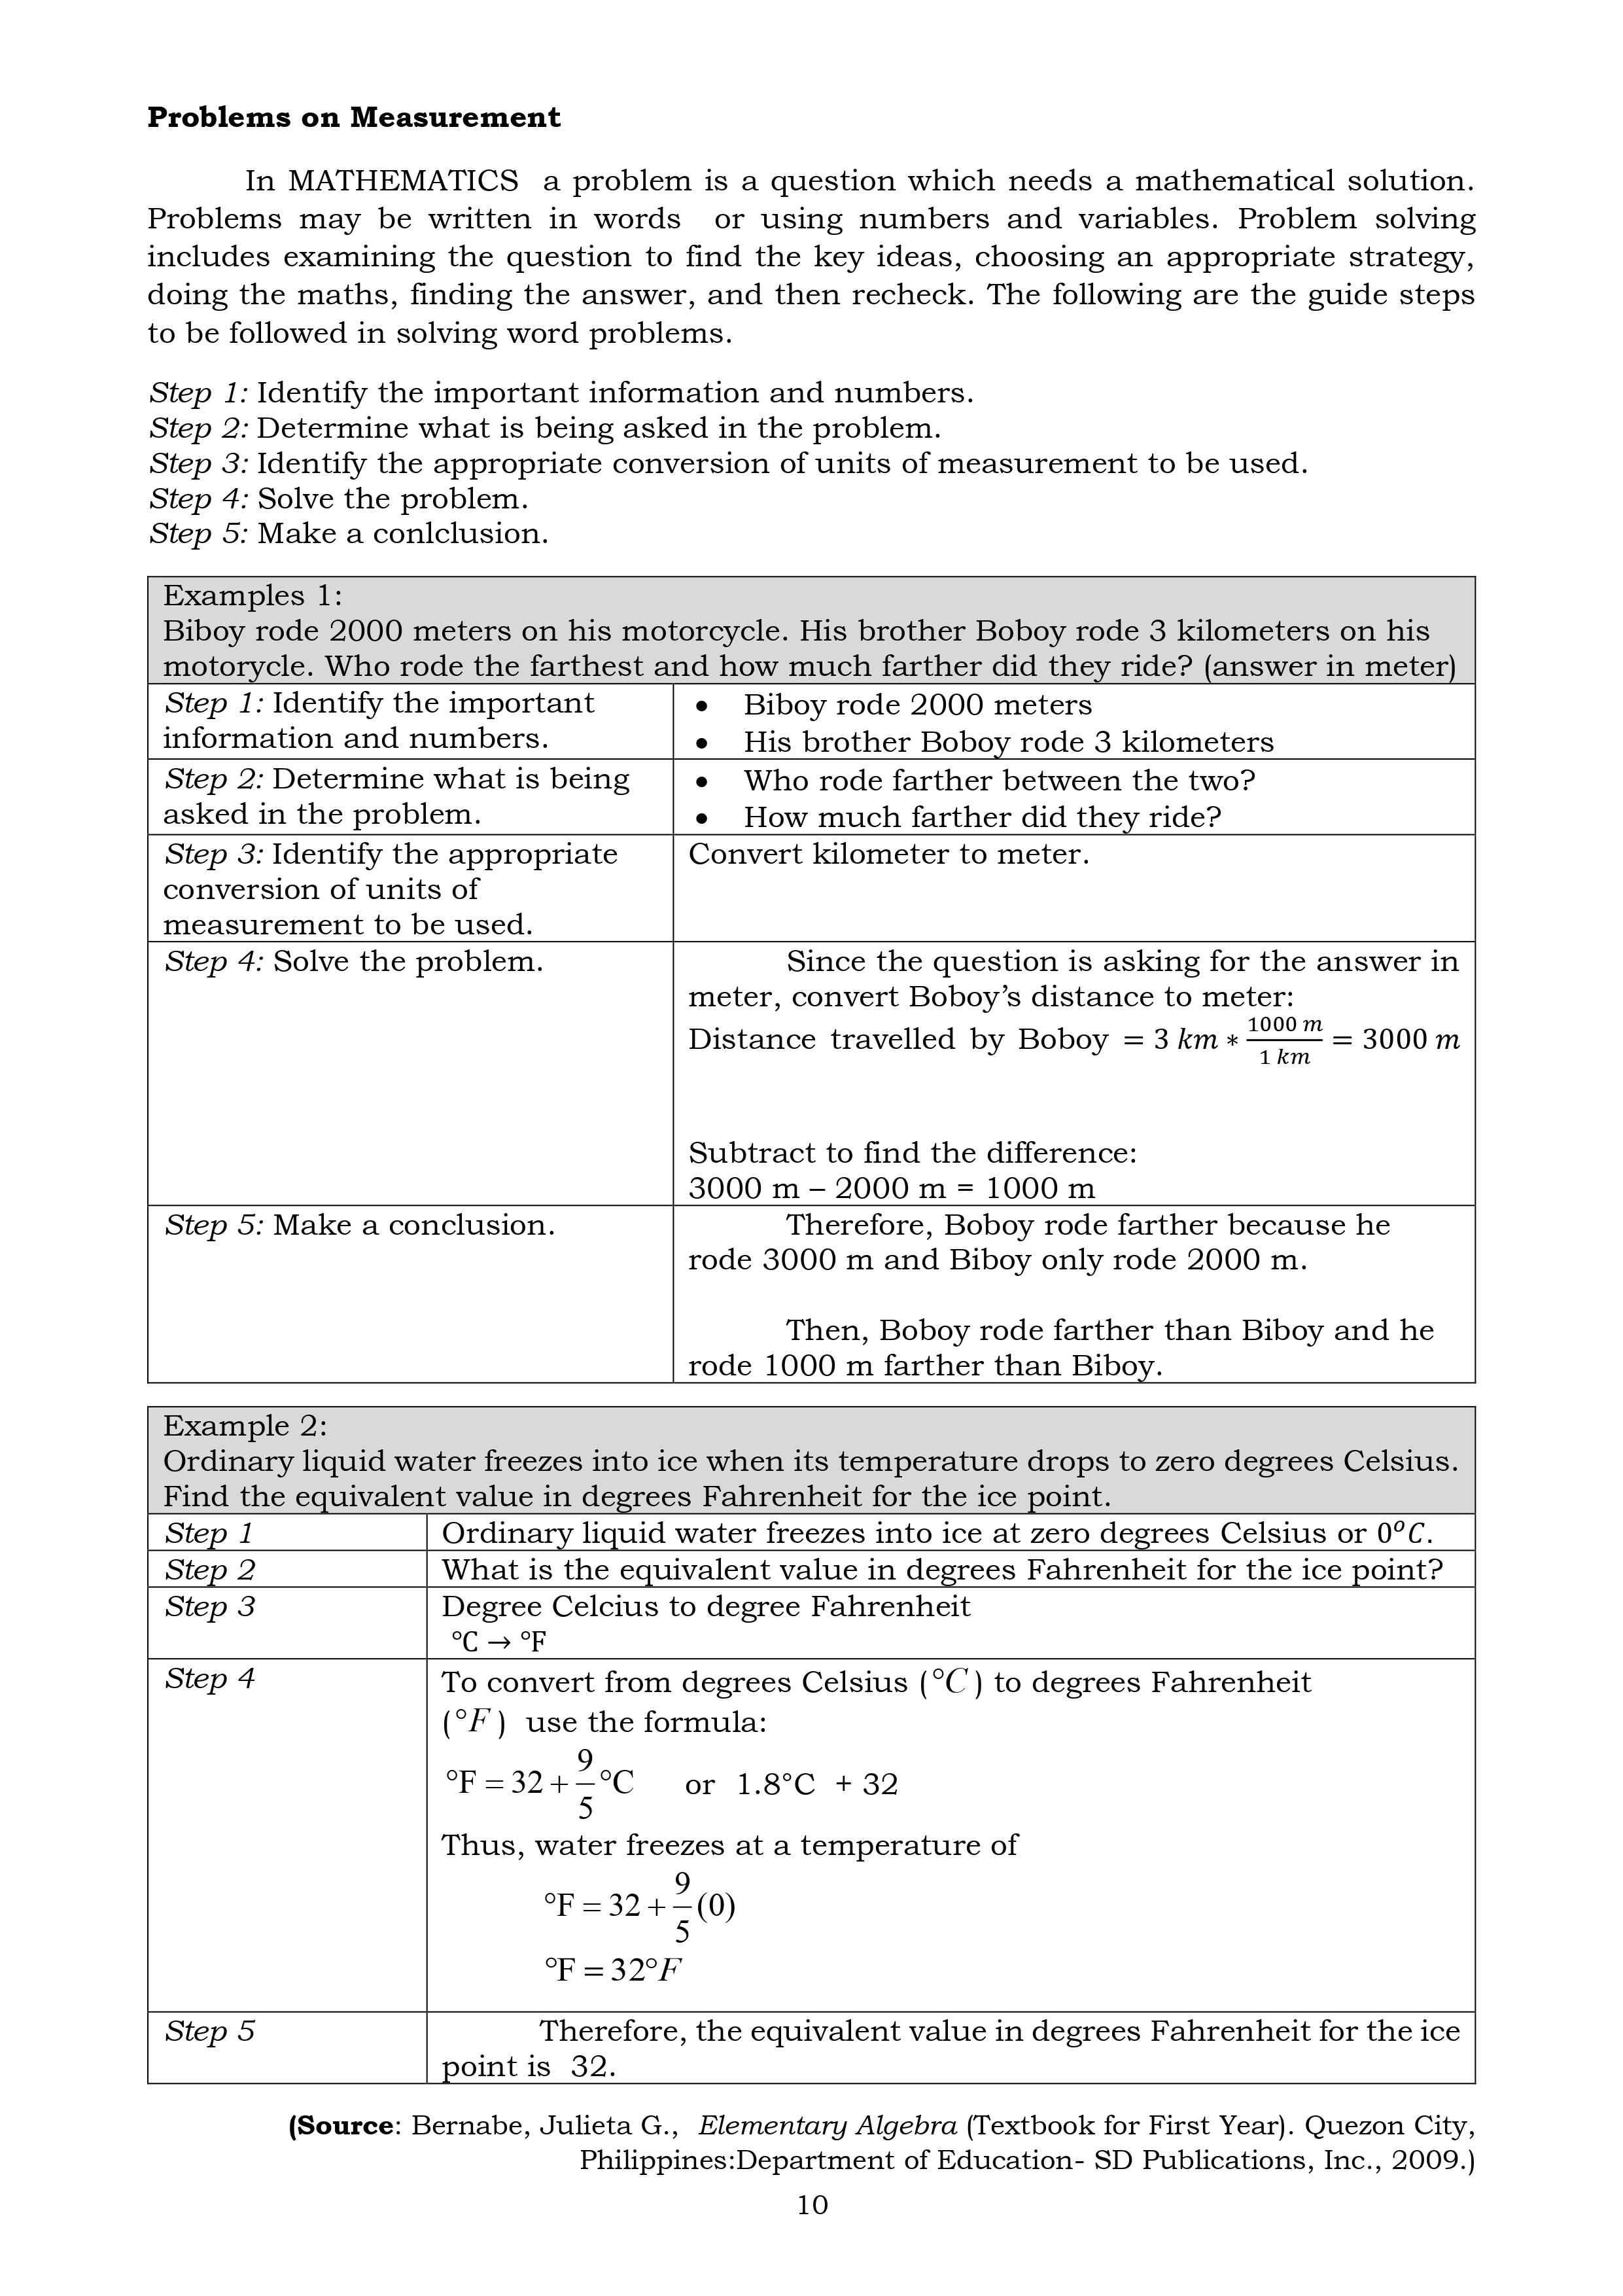 Problems on Measurement
In MATHEMATICS a problem is a question which needs a mathematical solution.
Problems may be written in words or using numbers and variables. Problem solving
includes examining the question to find the key ideas, choosing an appropriate strategy,
doing the maths, finding the answer, and then recheck. The following are the guide steps
to be followed in solving word problems.
Step 1: Identify the important information and numbers.
Step 2: Determine what is being asked in the problem.
Step 3: Identify the appropriate conversion of units of measurement to be used.
Step 4: Solve the problem.
Step 5: Make a conlclusion.
Examples 1:
Biboy rode 2000 meters on his motorcycle. His brother Boboy rode 3 kilometers on his
motorycle. Who rode the farthest and how much farther did they ride? (answer in meter)
Step 1: Identify the important
information and numbers.
• Biboy rode 2000 meters
• His brother Boboy rode 3 kilometers
Step 2: Determine what is being
asked in the problem.
• Who rode farther between the two?
• How much farther did they ride?
Step 3: Identify the appropriate
conversion of units of
measurement to be used.
Convert kilometer to meter.
Step 4: Solve the problem.
Since the question is asking for the answer in
meter, convert Boboy’s distance to meter:
Distance travelled by Boboy = 3 km ∗ 1000 m / 1 km = 3000 m
Subtract to find the difference:
3000 m – 2000 m = 1000 m
Step 5: Make a conclusion.
Therefore, Boboy rode farther because he
rode 3000 m and Biboy only rode 2000 m.
Then, Boboy rode farther than Biboy and he
rode 1000 m farther than Biboy.
Example 2:
Ordinary liquid water freezes into ice when its temperature drops to zero degrees Celsius.
Find the equivalent value in degrees Fahrenheit for the ice point.
Step 1
Ordinary liquid water freezes into ice at zero degrees Celsius or 0°C.
Step 2
What is the equivalent value in degrees Fahrenheit for the ice point?
Step 3
Degree Celcius to degree Fahrenheit
℃ → ℉
Step 4
To convert from degrees Celsius (°C) to degrees Fahrenheit
(°F) use the formula:
°F = 32 + 9/5 °C or 1.8°C + 32
Thus, water freezes at a temperature of
°F = 32 + 9/5 (0)
°F = 32°F
Step 5
Therefore, the equivalent value in degrees Fahrenheit for the ice
point is 32.
(Source: Bernabe, Julieta G., Elementary Algebra (Textbook for First Year). Quezon City,
Philippines:Department of Education- SD Publications, Inc., 2009.)
10